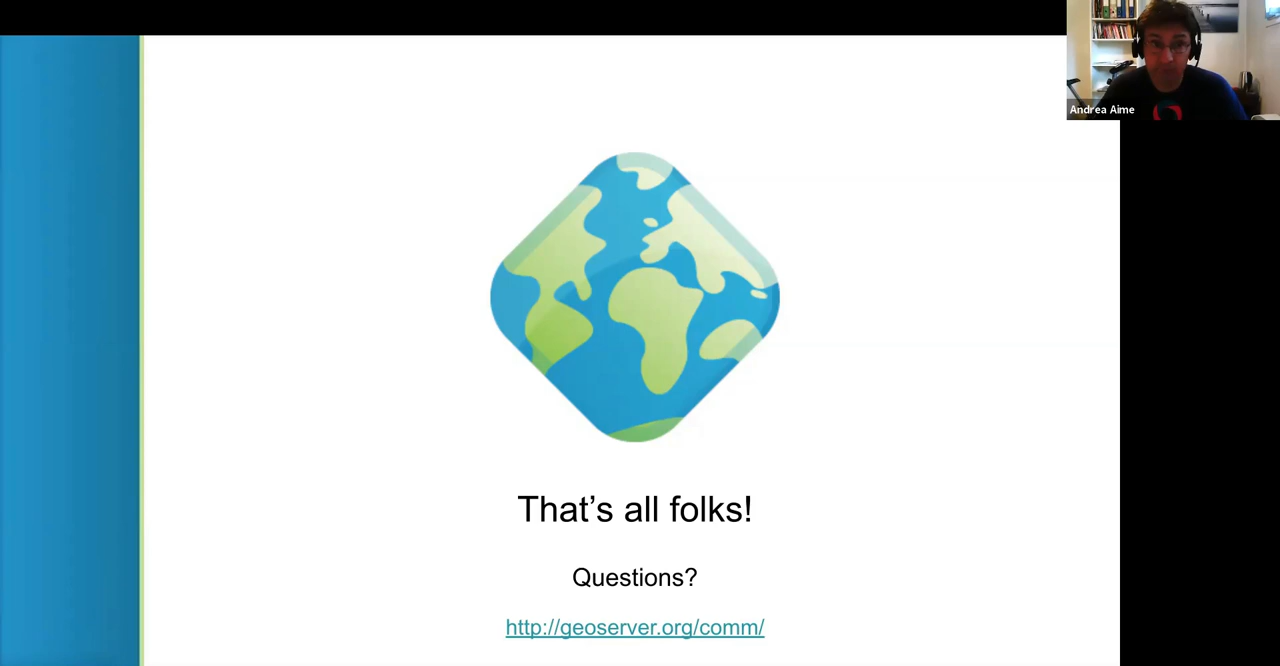 Andrea Aime
That's all folks!
Questions?
http://geoserver.org/comm/